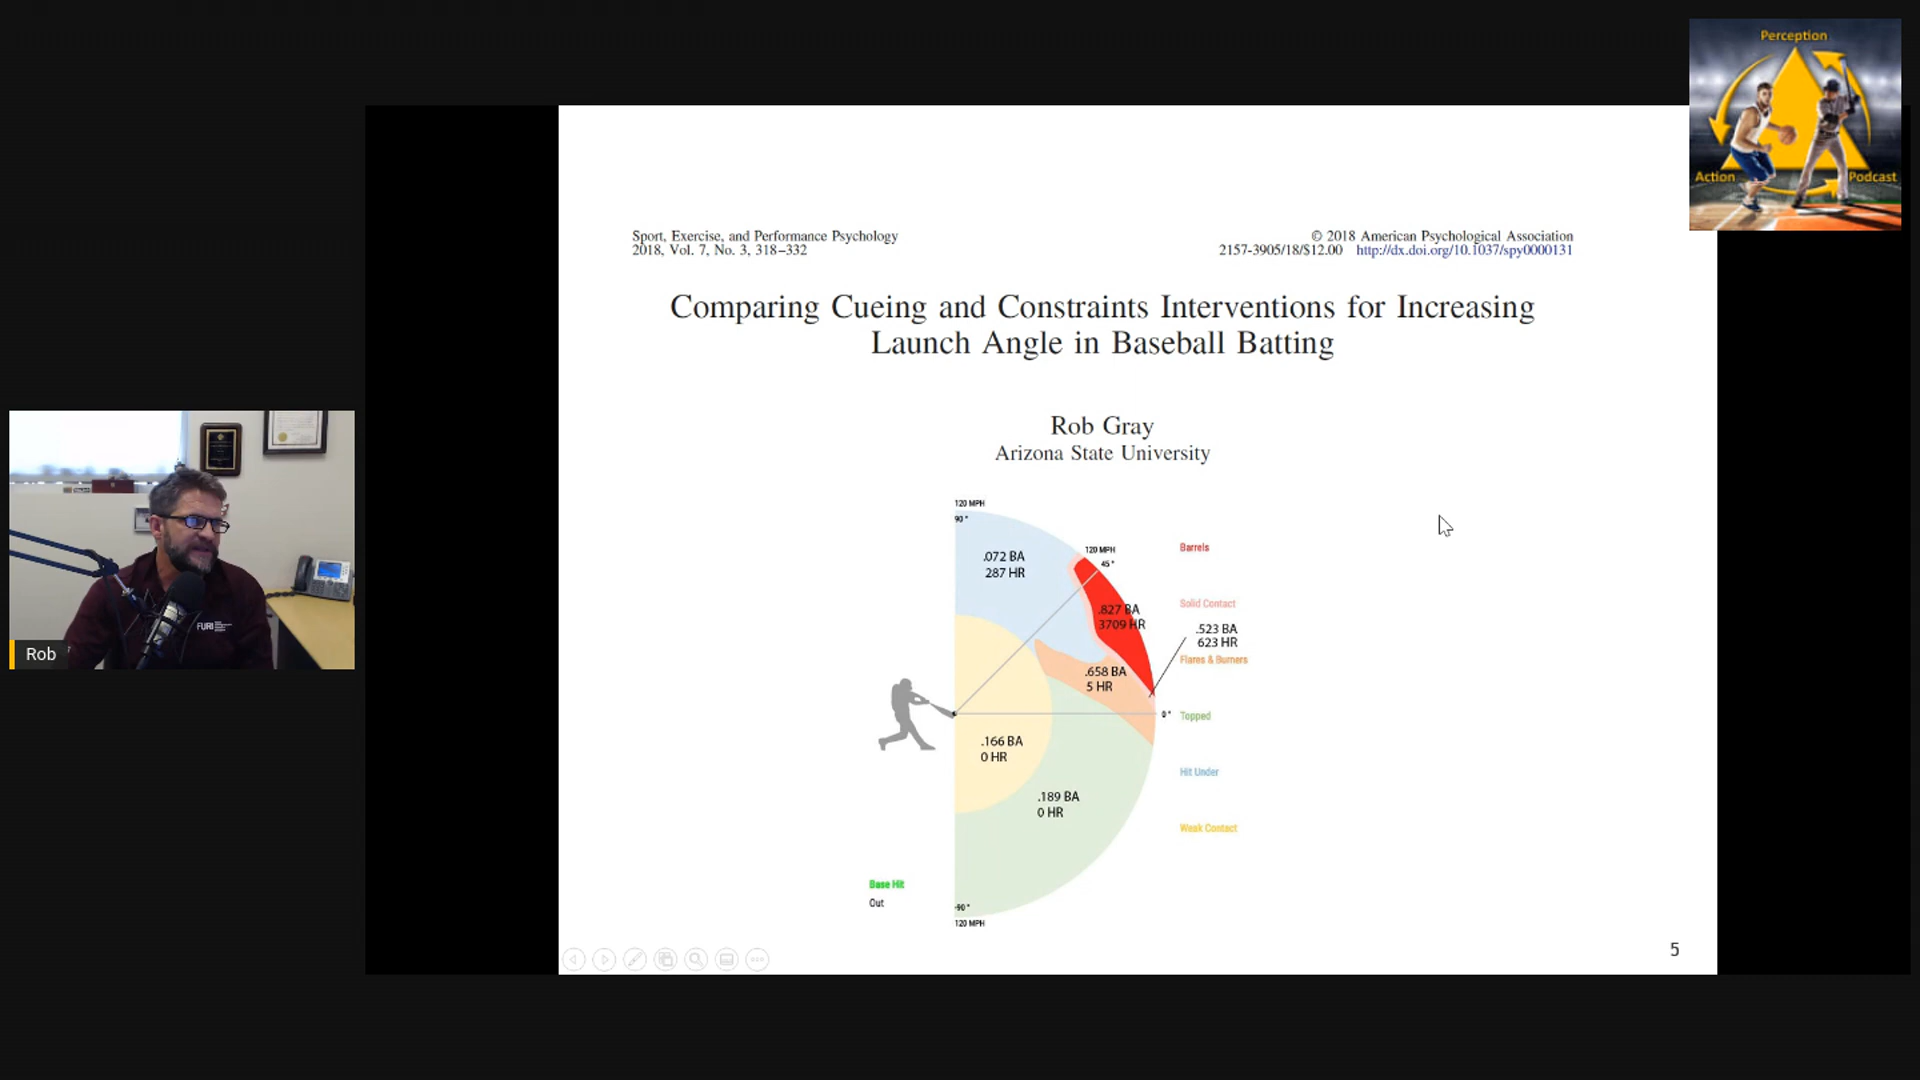 Perception
Action
Podcast
Sport, Exercise, and Performance Psychology
2018, Vol. 7, No. 3, 318–332
© 2018 American Psychological Association
2157-3905/18/$12.00 http://dx.doi.org/10.1037/spy0000131
Comparing Cueing and Constraints Interventions for Increasing
Launch Angle in Baseball Batting
Rob Gray
Arizona State University
120 MPH
90 °
.072 BA
287 HR
120 MPH
45 °
Barrels
.827 BA
3709 HR
Solid Contact
.523 BA
623 HR
Flares & Burners
.658 BA
5 HR
0 °
Topped
.166 BA
0 HR
Hit Under
.189 BA
0 HR
Weak Contact
Base Hit
Out
-90 °
120 MPH
5
FURI
Rob